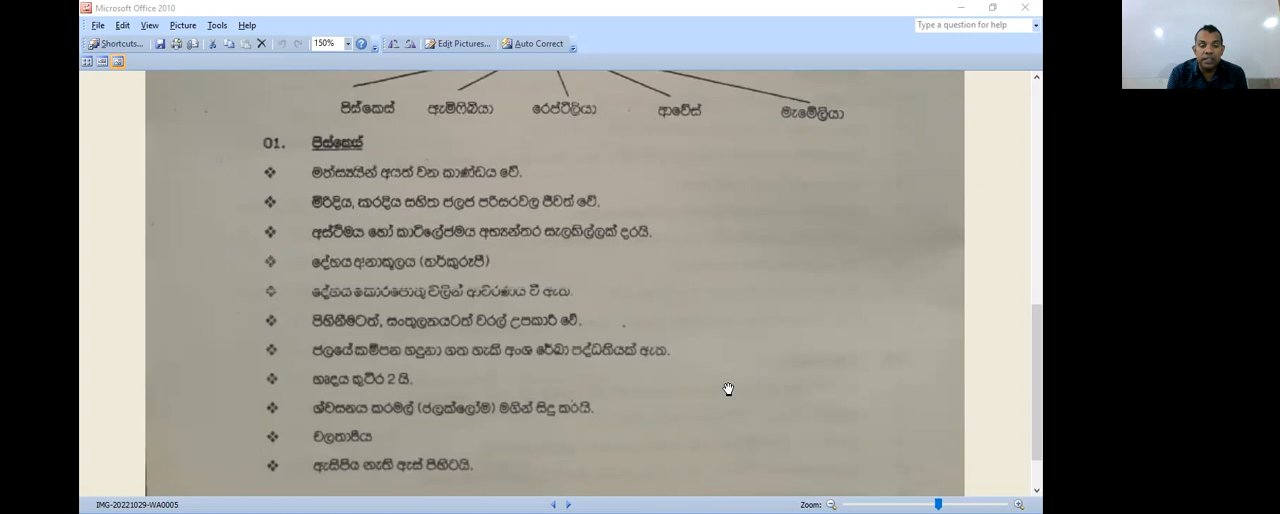 Microsoft Office 2010
File Edit View Picture Tools Help
Type a question for help
Shortcuts... 150% Edit Pictures... Auto Correct
පිස්කෙස් ඇම්ෆිබියා රෙප්ටීලියා ආවේස් මැමේලියා
01. පිස්කෙස්
❖ මත්ස්‍යයින් අයත් වන කාණ්ඩය වේ.
❖ මිරිදිය, කරදිය සහිත ජලජ පරිසරවල ජීවත් වේ.
❖ අස්ථිමය හෝ කාටිලේජමය අභ්‍යන්තර සැලකිල්ලක් දරයි.
❖ දේහය අනාකූලය (තර්කුරූපී)
❖ දේහය කොරපොතු වලින් ආවරණය වී ඇත.
❖ පිහිනීමටත්, සංතුලනයටත් වරල් උපකාරී වේ.
❖ ජලයේ කම්පන හදුනා ගත හැකි අංශ රේඛා පද්ධතියක් ඇත.
❖ හෘදය කුටීර 2 යි.
❖ ශ්වසනය කරමල් (ජලක්ලෝම) මගින් සිදු කරයි.
❖ චලතාපීය
❖ ඇසිපිය නැති ඇස් පිහිටයි.
IMG-20221029-WA0005 Zoom: